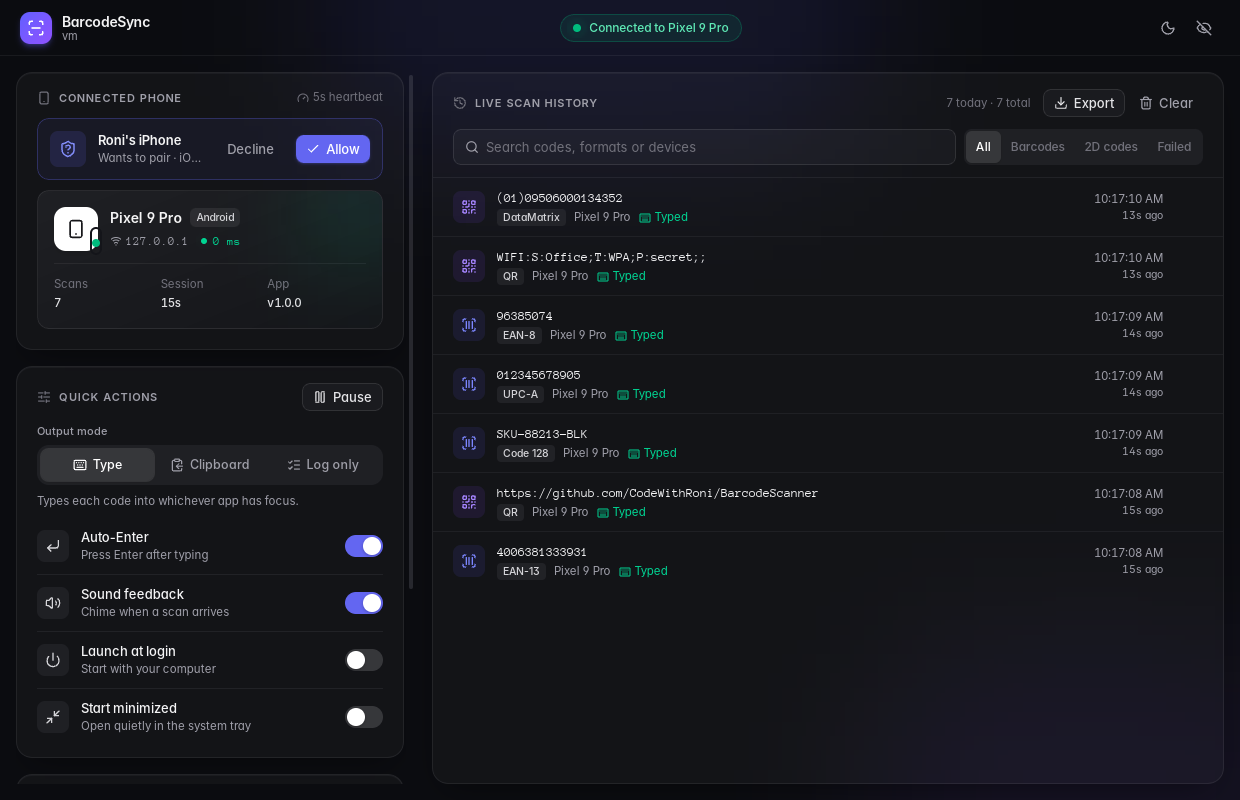 BarcodeSync
vm
Connected to Pixel 9 Pro
CONNECTED PHONE
5s heartbeat
Roni's iPhone
Wants to pair · iO...
Decline
Allow
Pixel 9 Pro
Android
127.0.0.1
0 ms
Scans
Session
App
7
15s
v1.0.0
QUICK ACTIONS
Pause
Output mode
Type
Clipboard
Log only
Types each code into whichever app has focus.
Auto-Enter
Press Enter after typing
Sound feedback
Chime when a scan arrives
Launch at login
Start with your computer
Start minimized
Open quietly in the system tray
LIVE SCAN HISTORY
7 today · 7 total
Export
Clear
Search codes, formats or devices
All
Barcodes
2D codes
Failed
(01)09506000134352
10:17:10 AM
DataMatrix Pixel 9 Pro Typed
13s ago
WIFI:S:Office;T:WPA;P:secret;;
10:17:10 AM
QR Pixel 9 Pro Typed
13s ago
96385074
10:17:09 AM
EAN-8 Pixel 9 Pro Typed
14s ago
012345678905
10:17:09 AM
UPC-A Pixel 9 Pro Typed
14s ago
SKU-88213-BLK
10:17:09 AM
Code 128 Pixel 9 Pro Typed
14s ago
https://github.com/CodeWithRoni/BarcodeScanner
10:17:08 AM
QR Pixel 9 Pro Typed
15s ago
4006381333931
10:17:08 AM
EAN-13 Pixel 9 Pro Typed
15s ago